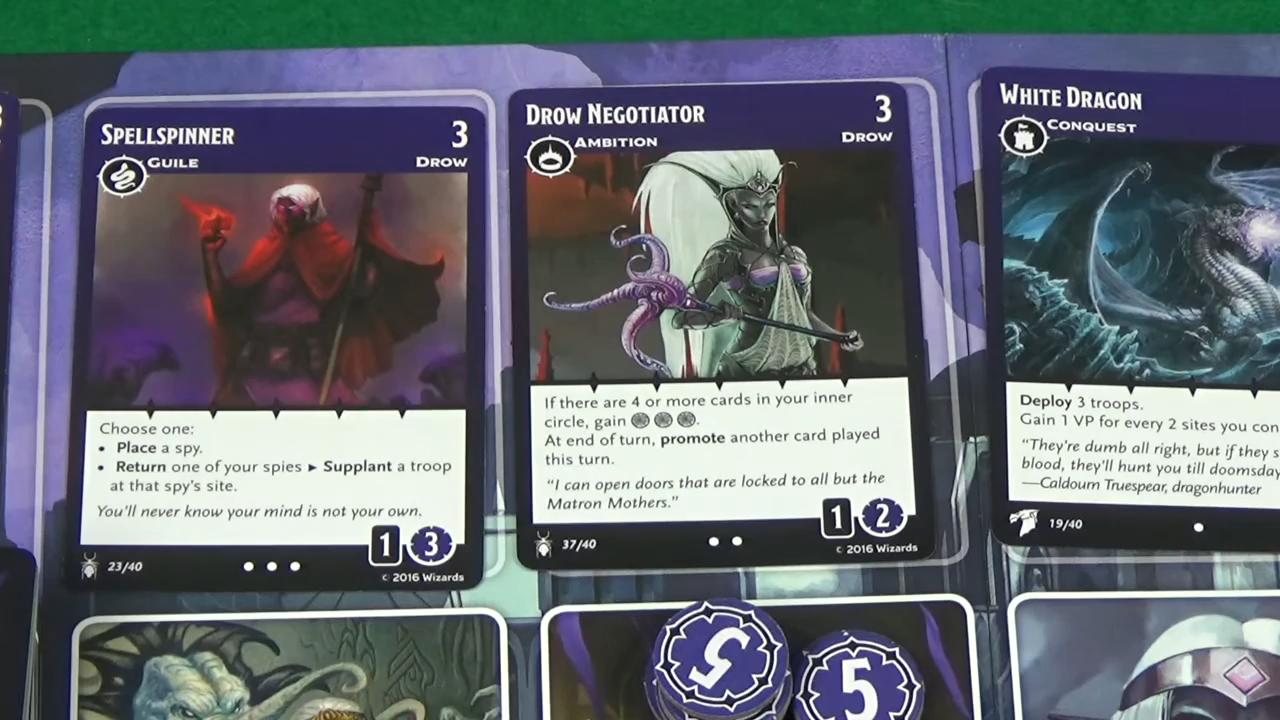 SPELLSPINNER
3
GUILE
DROW
Choose one:
• Place a spy.
• Return one of your spies ► Supplant a troop
at that spy's site.
You'll never know your mind is not your own.
1 3
23/40
© 2016 Wizards
DROW NEGOTIATOR
3
AMBITION
DROW
If there are 4 or more cards in your inner
circle, gain
At end of turn, promote another card played
this turn.
"I can open doors that are locked to all but the
Matron Mothers."
1 2
37/40
© 2016 Wizards
WHITE DRAGON
CONQUEST
Deploy 3 troops.
Gain 1 VP for every 2 sites you
"They're dumb all right, but if they
blood, they'll hunt you till doomsday
—Caldoum Truespear, dragonhunter
19/40
5
5